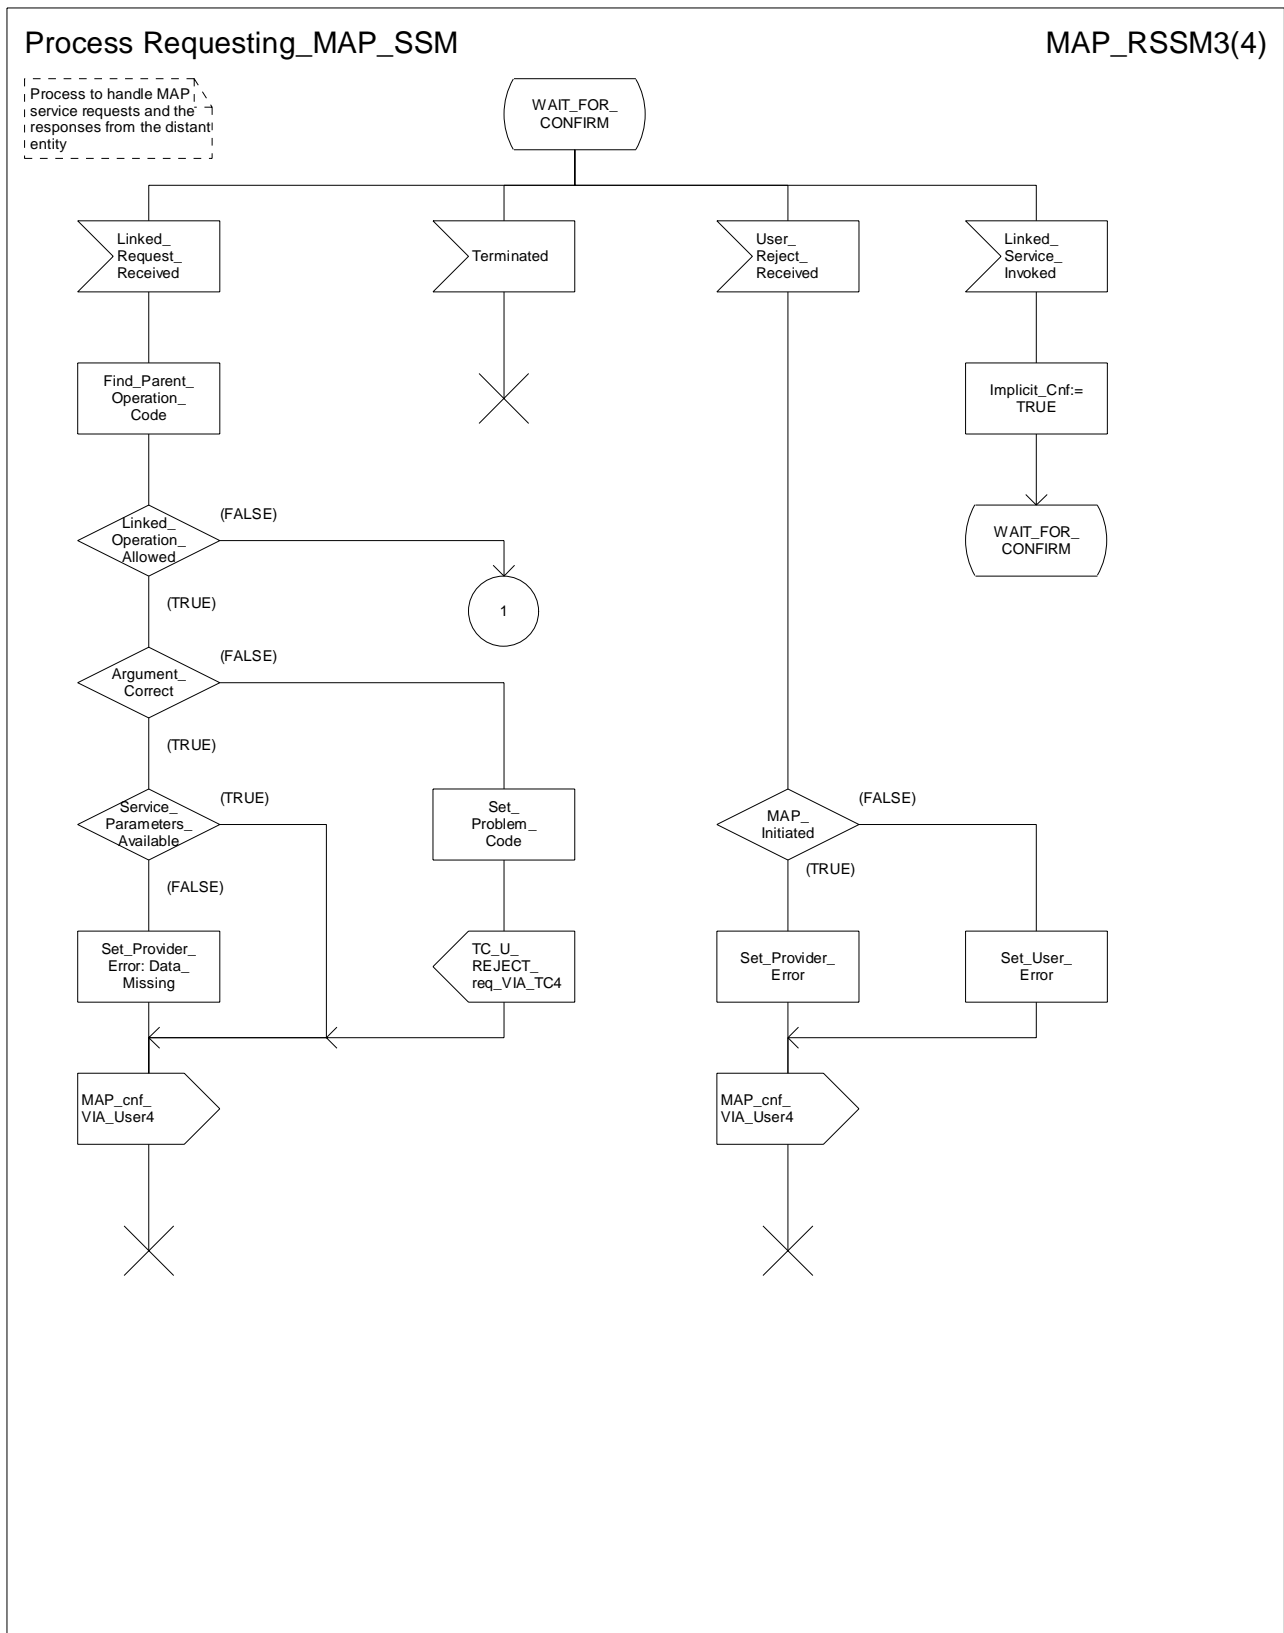 Process Requesting_MAP_SSM
MAP_RSSM3(4)
Process to handle MAP
service requests and the
responses from the distant
entity
WAIT_FOR_
CONFIRM
Linked_
Request_
Received
Terminated
User_
Reject_
Received
Linked_
Service_
Invoked
Find_Parent_
Operation_
Code
Implicit_Cnf:=
TRUE
Linked_
Operation_
Allowed
(FALSE)
(TRUE)
1
WAIT_FOR_
CONFIRM
Argument_
Correct
(FALSE)
(TRUE)
Service_
Parameters_
Available
(TRUE)
(FALSE)
Set_
Problem_
Code
MAP_
Initiated
(FALSE)
(TRUE)
Set_Provider_
Error: Data_
Missing
TC_U_
REJECT_
req_VIA_TC4
Set_Provider_
Error
Set_User_
Error
MAP_cnf_
VIA_User4
MAP_cnf_
VIA_User4